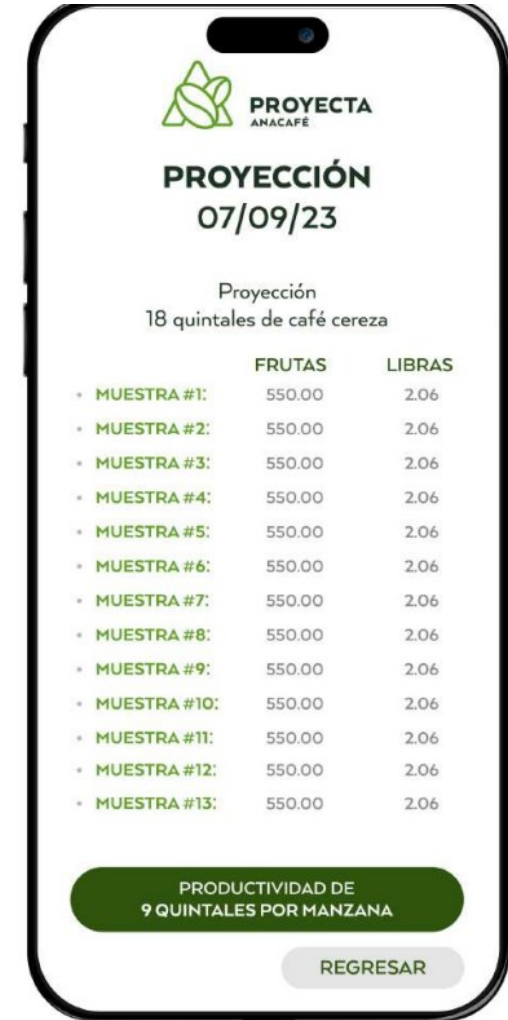 PROYECTA
ANACAFÉ
PROYECCIÓN
07/09/23
Proyección
18 quintales de café cereza
FRUTAS LIBRAS
• MUESTRA #1: 550.00 2.06
• MUESTRA #2: 550.00 2.06
• MUESTRA #3: 550.00 2.06
• MUESTRA #4: 550.00 2.06
• MUESTRA #5: 550.00 2.06
• MUESTRA #6: 550.00 2.06
• MUESTRA #7: 550.00 2.06
• MUESTRA #8: 550.00 2.06
• MUESTRA #9: 550.00 2.06
• MUESTRA #10: 550.00 2.06
• MUESTRA #11: 550.00 2.06
• MUESTRA #12: 550.00 2.06
• MUESTRA #13: 550.00 2.06
PRODUCTIVIDAD DE
9 QUINTALES POR MANZANA
REGRESAR